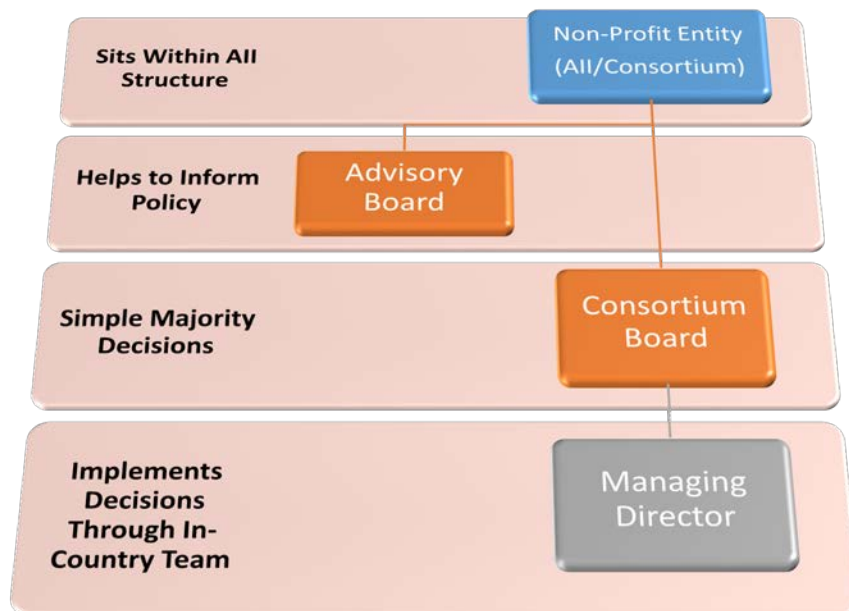 Sits Within AII
Structure
Non-Profit Entity
(AII/Consortium)
Helps to Inform
Policy
Advisory
Board
Simple Majority
Decisions
Consortium
Board
Implements
Decisions
Through In-
Country Team
Managing
Director